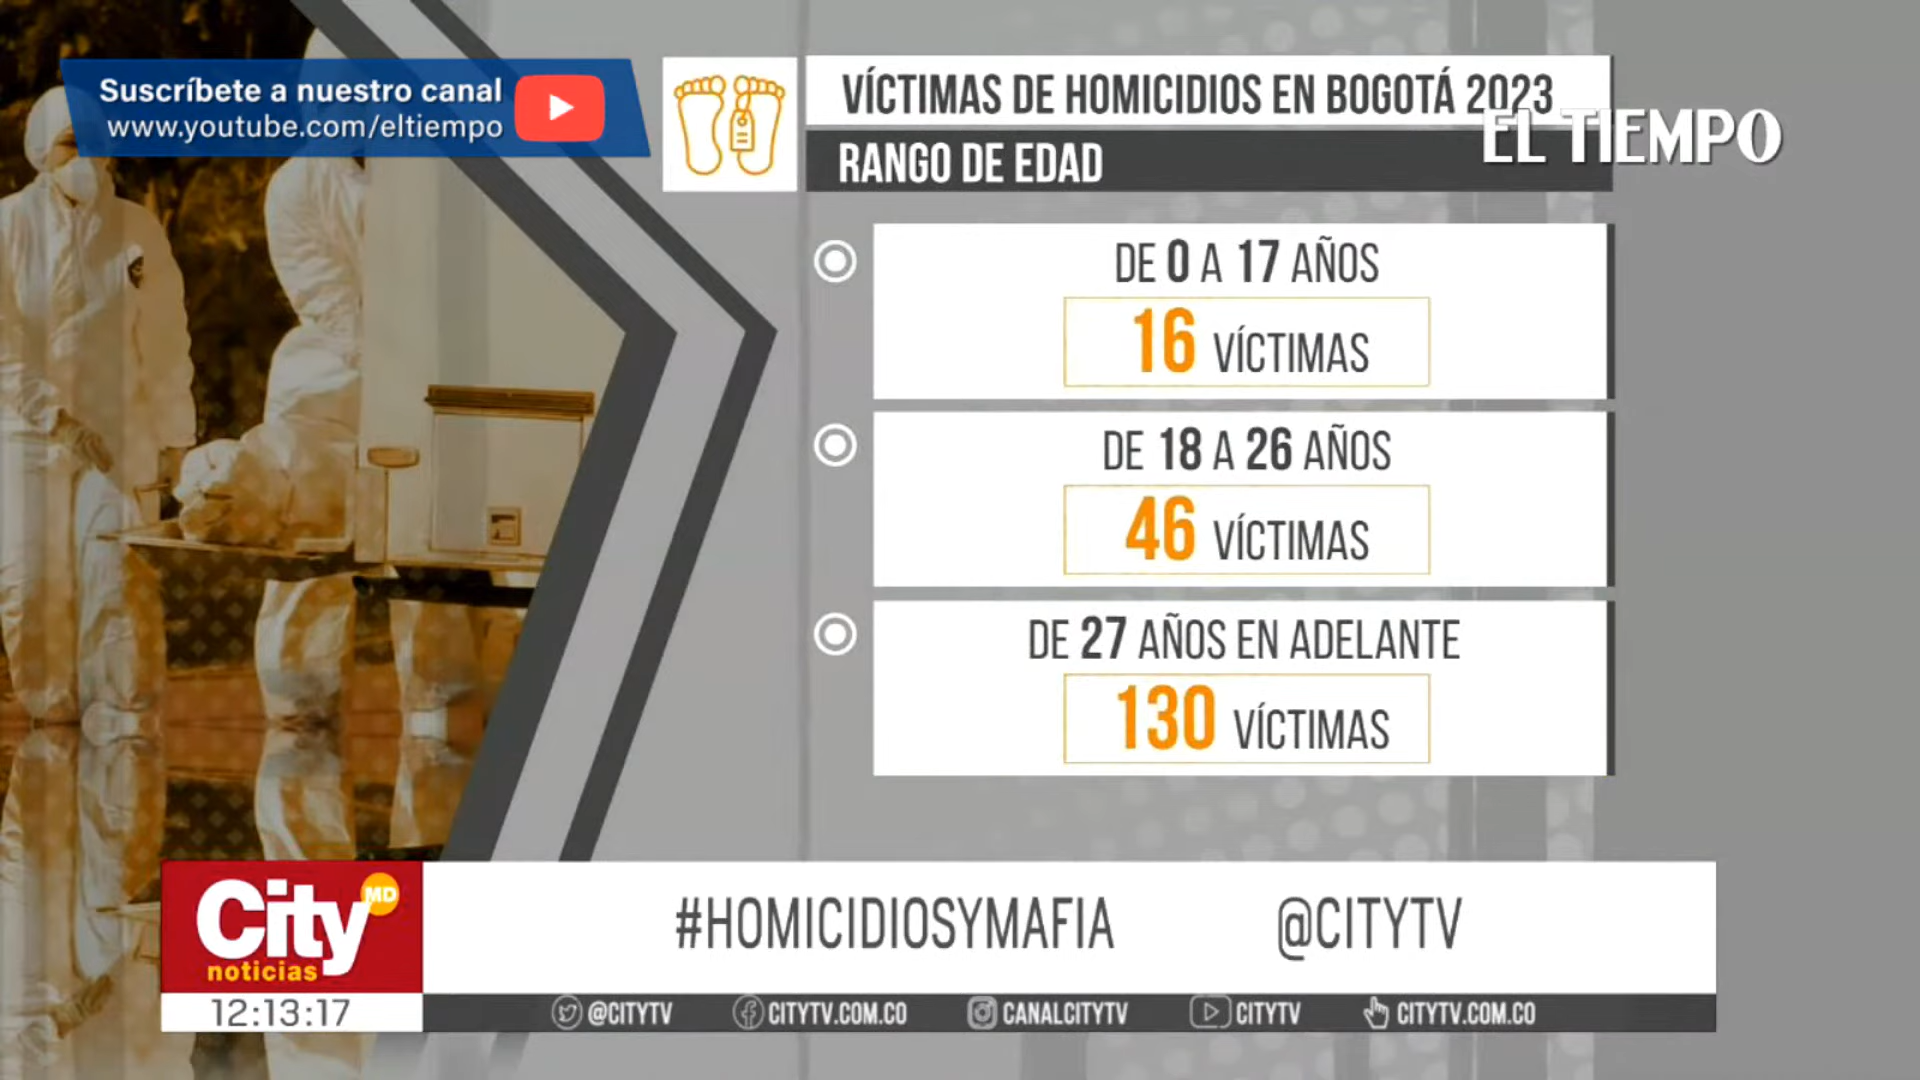 Suscríbete a nuestro canal
www.youtube.com/eltiempo
VÍCTIMAS DE HOMICIDIOS EN BOGOTÁ 2023
EL TIEMPO
RANGO DE EDAD
DE 0 A 17 AÑOS
16 VÍCTIMAS
DE 18 A 26 AÑOS
46 VÍCTIMAS
DE 27 AÑOS EN ADELANTE
130 VÍCTIMAS
City MD
noticias
12:13:17
#HOMICIDIOSYMAFIA @CITYTV
@CITYTV CITYTV.COM.CO CANALCITYTV CITYTV CITYTV.COM.CO